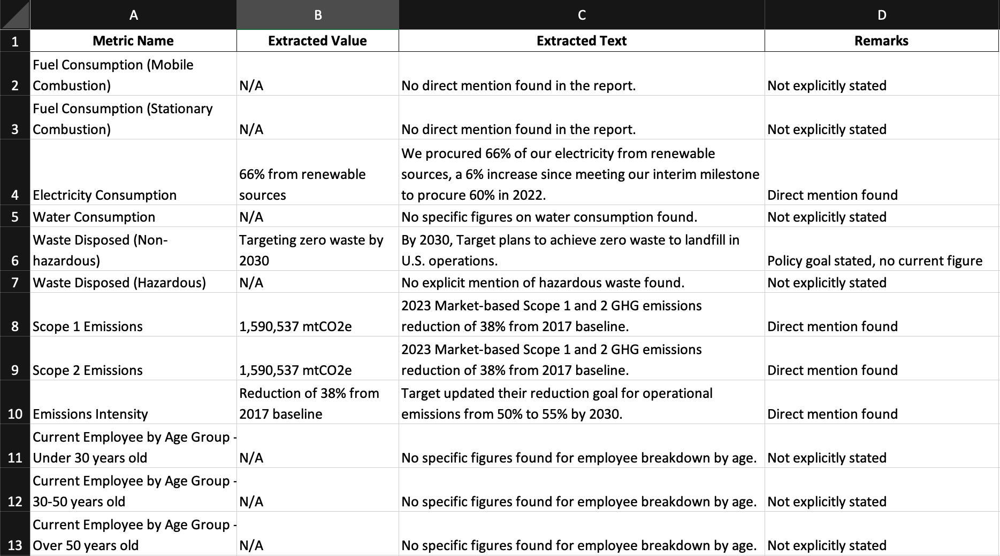 A B C D
1 Metric Name Extracted Value Extracted Text Remarks
Fuel Consumption (Mobile
2 Combustion) N/A No direct mention found in the report. Not explicitly stated
Fuel Consumption (Stationary
3 Combustion) N/A No direct mention found in the report. Not explicitly stated
We procured 66% of our electricity from renewable
66% from renewable sources, a 6% increase since meeting our interim milestone
4 Electricity Consumption sources to procure 60% in 2022. Direct mention found
5 Water Consumption N/A No specific figures on water consumption found. Not explicitly stated
Waste Disposed (Non- Targeting zero waste by By 2030, Target plans to achieve zero waste to landfill in
6 hazardous) 2030 U.S. operations. Policy goal stated, no current figure
7 Waste Disposed (Hazardous) N/A No explicit mention of hazardous waste found. Not explicitly stated
2023 Market-based Scope 1 and 2 GHG emissions
8 Scope 1 Emissions 1,590,537 mtCO2e reduction of 38% from 2017 baseline. Direct mention found
2023 Market-based Scope 1 and 2 GHG emissions
9 Scope 2 Emissions 1,590,537 mtCO2e reduction of 38% from 2017 baseline. Direct mention found
Reduction of 38% from Target updated their reduction goal for operational
10 Emissions Intensity 2017 baseline emissions from 50% to 55% by 2030. Direct mention found
Current Employee by Age Group -
11 Under 30 years old N/A No specific figures found for employee breakdown by age. Not explicitly stated
Current Employee by Age Group -
12 30-50 years old N/A No specific figures found for employee breakdown by age. Not explicitly stated
Current Employee by Age Group -
13 Over 50 years old N/A No specific figures found for employee breakdown by age. Not explicitly stated